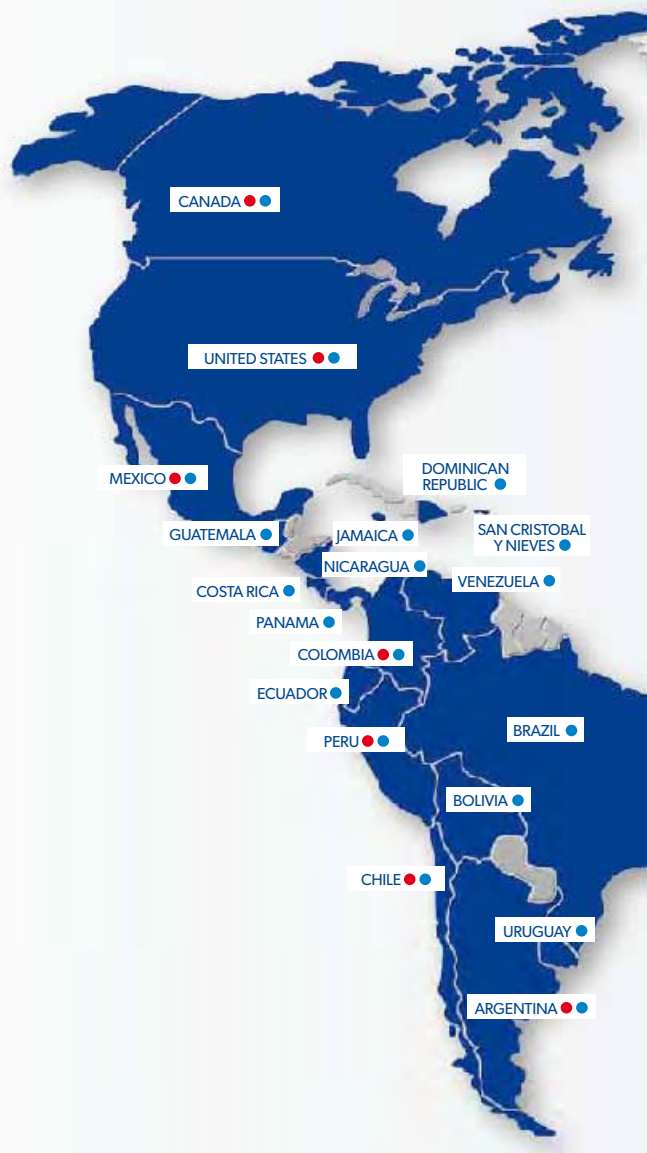 CANADA
UNITED STATES
MEXICO
DOMINICAN
REPUBLIC
GUATEMALA
JAMAICA
SAN CRISTOBAL
Y NIEVES
NICARAGUA
COSTA RICA
VENEZUELA
PANAMA
COLOMBIA
ECUADOR
PERU
BRAZIL
BOLIVIA
CHILE
URUGUAY
ARGENTINA